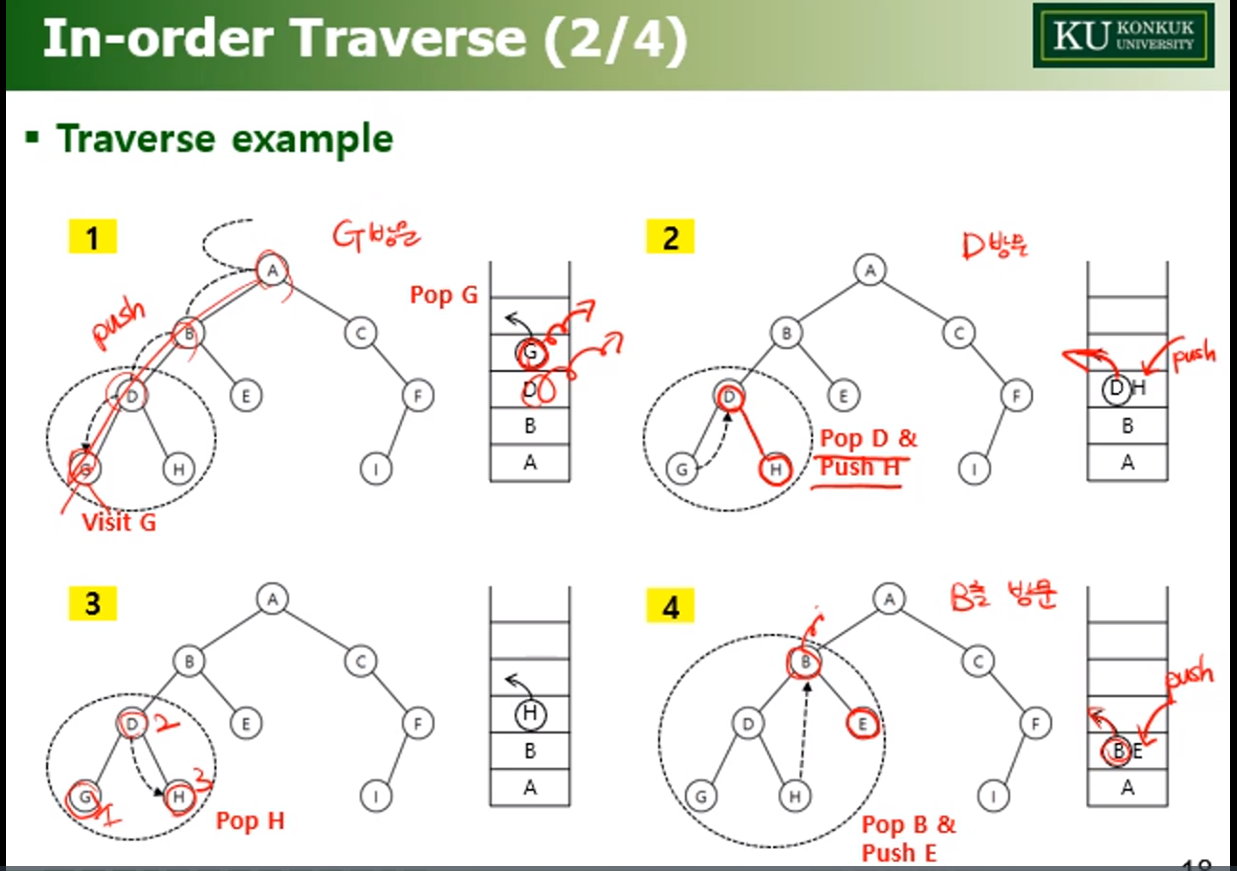 In-order Traverse (2/4)
KU KONKUK
UNIVERSITY
▪ Traverse example
1
G방문
push
Pop G
A
B
C
D
E
F
G
H
I
Visit G
G
D
B
A
2
D방문
A
B
C
D
E
F
G
H
I
Pop D &
Push H
push
D H
B
A
3
A
B
C
D 2
E
F
G 1
H 3
I
Pop H
H
B
A
4
B를 방문
A
B
C
D
E
F
G
H
I
Pop B &
Push E
push
B E
A